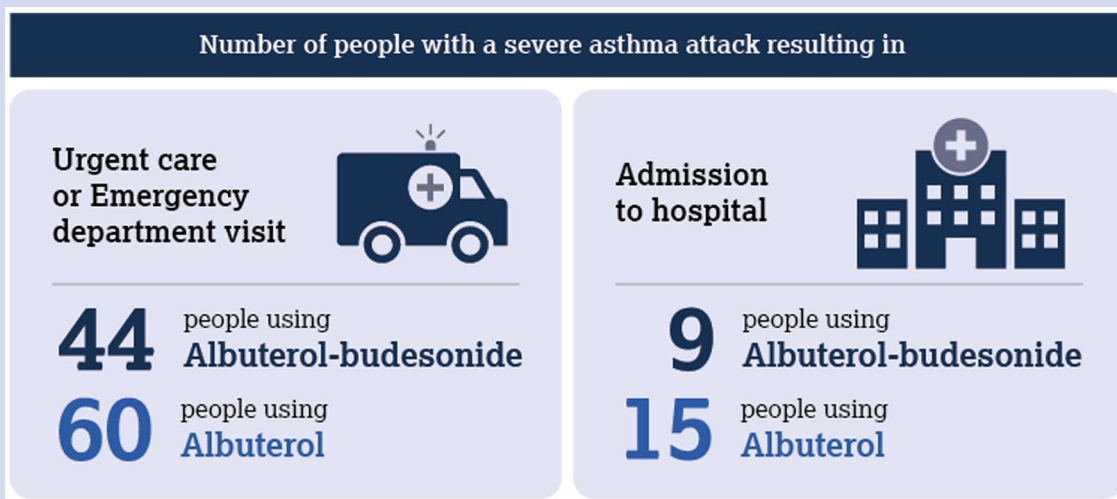 Number of people with a severe asthma attack resulting in
Urgent care
or Emergency
department visit
44 people using
Albuterol-budesonide
60 people using
Albuterol
Admission
to hospital
9 people using
Albuterol-budesonide
15 people using
Albuterol